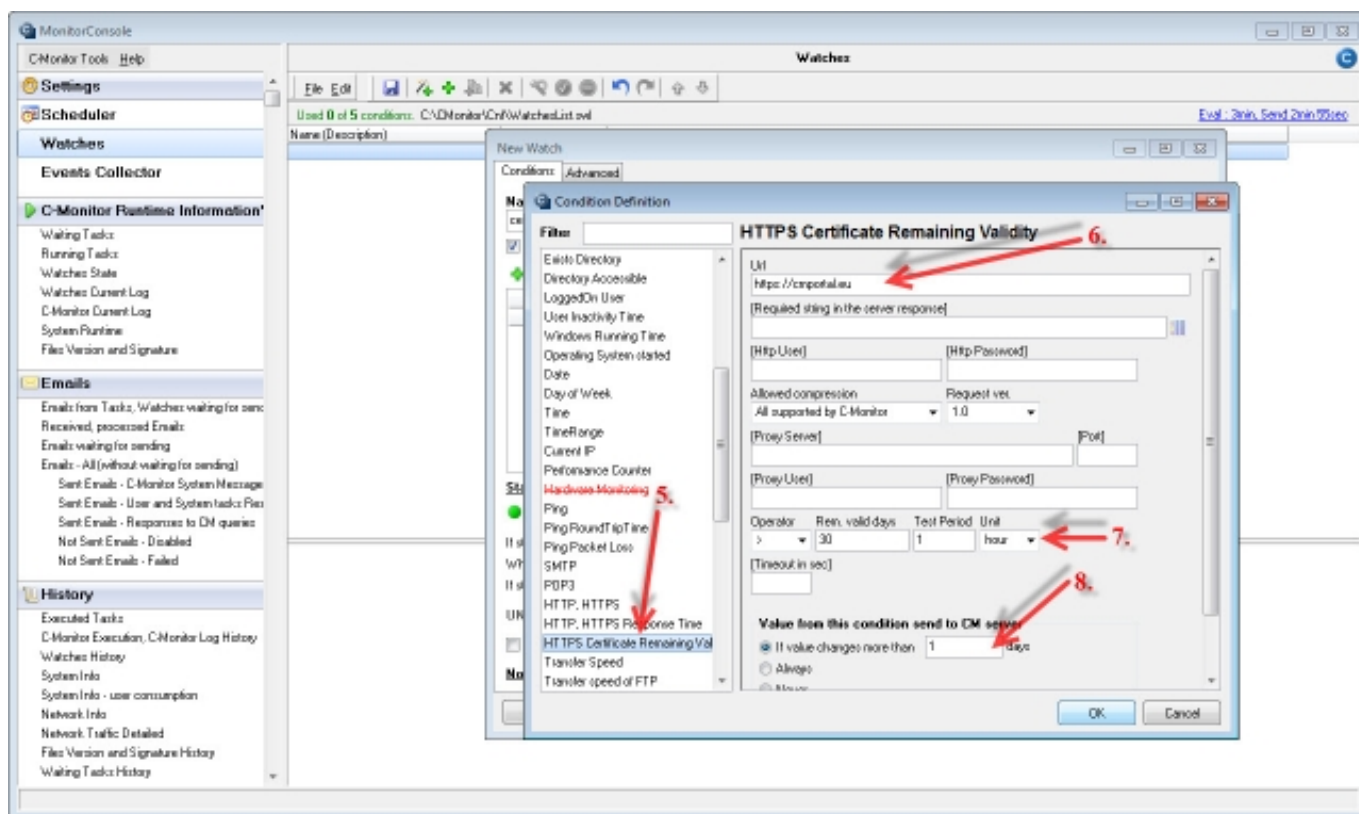 MonitorConsole
C-Monitor Tools Help
Watches
Settings
Scheduler
Watches
Events Collector
C-Monitor Runtime Information
Waiting Tasks
Running Tasks
Watches State
Watches Current Log
C-Monitor Current Log
System Runtime
Files Version and Signature
Emails
Emails from Tasks, Watches waiting for send
Received, processed Emails
Emails waiting for sending
Emails - All (without waiting for sending)
Sent Emails - C-Monitor System Message
Sent Emails - User and System tasks Res
Sent Emails - Responses to CM queries
Not Sent Emails - Disabled
Not Sent Emails - Failed
History
Executed Tasks
C-Monitor Execution, C-Monitor Log History
Watches History
System Info
System Info - user consumption
Network Info
Network Traffic Detailed
Files Version and Signature History
Waiting Tasks History
File Edit
Used 0 of 5 conditions. C:\CMonitor\Cnf\WatchesList.swl
Eval : 3min, Send 2min 55sec
Name (Description)
New Watch
Conditions Advanced
Na
Sta
If st
Wh
If st
UN
No
Condition Definition
Filter
Exists Directory
Directory Accessible
LoggedOn User
User Inactivity Time
Windows Running Time
Operating System started
Date
Day of Week
Time
TimeRange
Current IP
Performance Counter
Hardware Monitoring
Ping
Ping RoundTripTime
Ping Packet Loss
SMTP
POP3
HTTP, HTTPS
HTTP, HTTPS Response Time
HTTPS Certificate Remaining Val
Transfer Speed
Transfer speed of FTP
5.
HTTPS Certificate Remaining Validity
6.
Url
https://cmportal.eu
[Required string in the server response]
[Http User] [Http Password]
Allowed compression Request ver.
All supported by C-Monitor 1.0
[Proxy Server] [Port]
[Proxy User] [Proxy Password]
Operator Rem. valid days Test Period Unit
> 30 1 hour
7.
[Timeout in sec]
8.
Value from this condition send to CM server
If value changes more than 1 days
Always
Never
OK Cancel